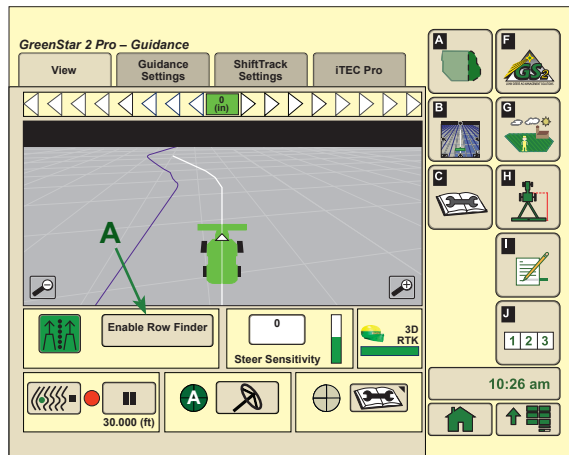 GreenStar 2 Pro – Guidance
View
Guidance
Settings
ShiftTrack
Settings
iTEC Pro
0
(in)
A
Enable Row Finder
0
Steer Sensitivity
3D
RTK
30.000 (ft)
A
A
F
GS2
B
G
C
H
I
J
1 2 3
10:26 am